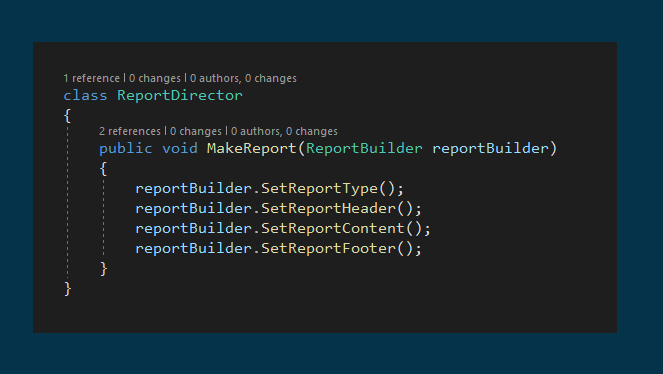 1 reference | 0 changes | 0 authors, 0 changes
class ReportDirector
{
2 references | 0 changes | 0 authors, 0 changes
public void MakeReport(ReportBuilder reportBuilder)
{
reportBuilder.SetReportType();
reportBuilder.SetReportHeader();
reportBuilder.SetReportContent();
reportBuilder.SetReportFooter();
}
}